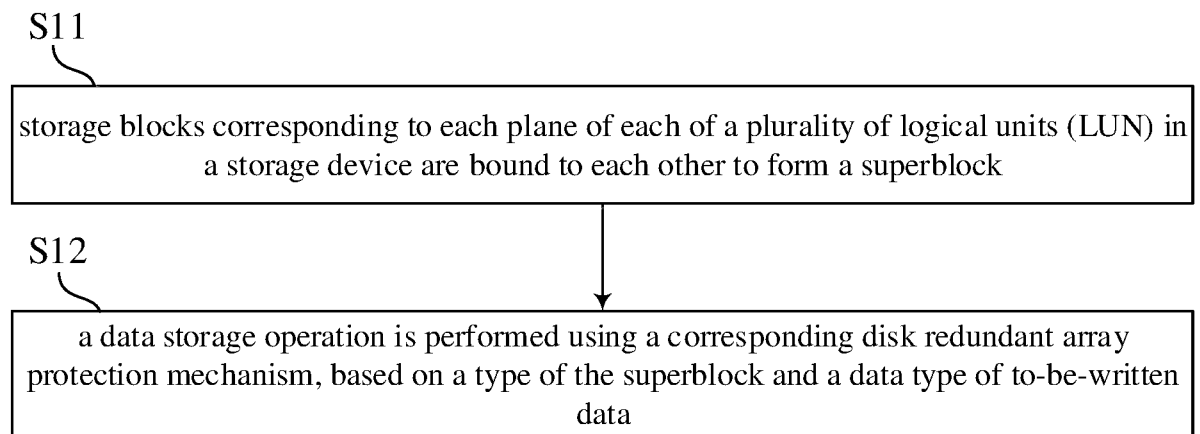 S11
storage blocks corresponding to each plane of each of a plurality of logical units (LUN) in
a storage device are bound to each other to form a superblock
S12
a data storage operation is performed using a corresponding disk redundant array
protection mechanism, based on a type of the superblock and a data type of to-be-written
data